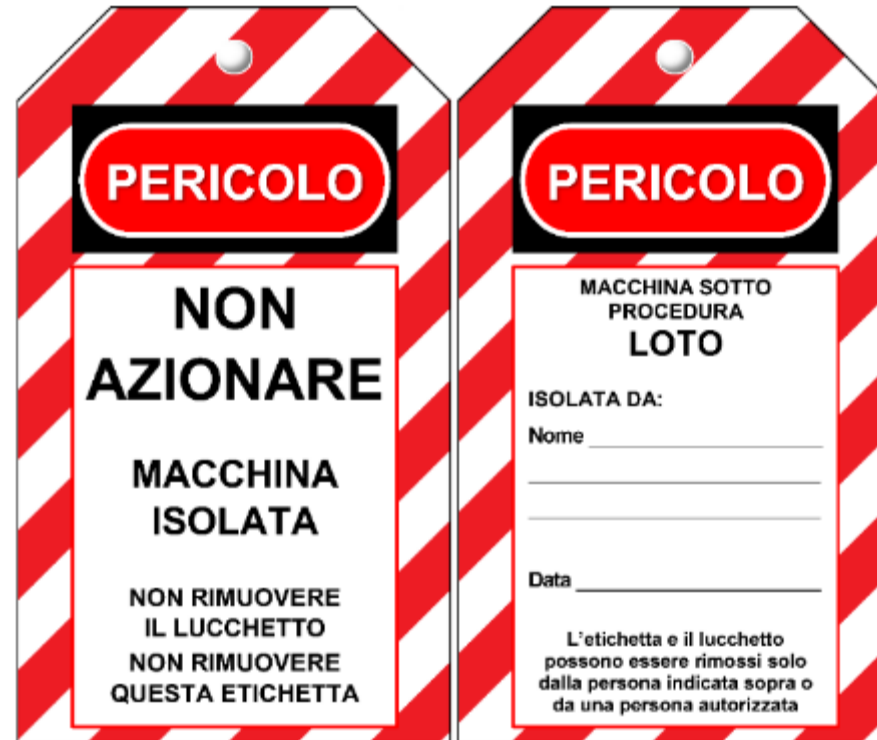 PERICOLO
NON
AZIONARE
MACCHINA
ISOLATA
NON RIMUOVERE
IL LUCCHETTO
NON RIMUOVERE
QUESTA ETICHETTA
PERICOLO
MACCHINA SOTTO
PROCEDURA
LOTO
ISOLATA DA:
Nome
Data
L'etichetta e il lucchetto
possono essere rimossi solo
dalla persona indicata sopra o
da una persona autorizzata